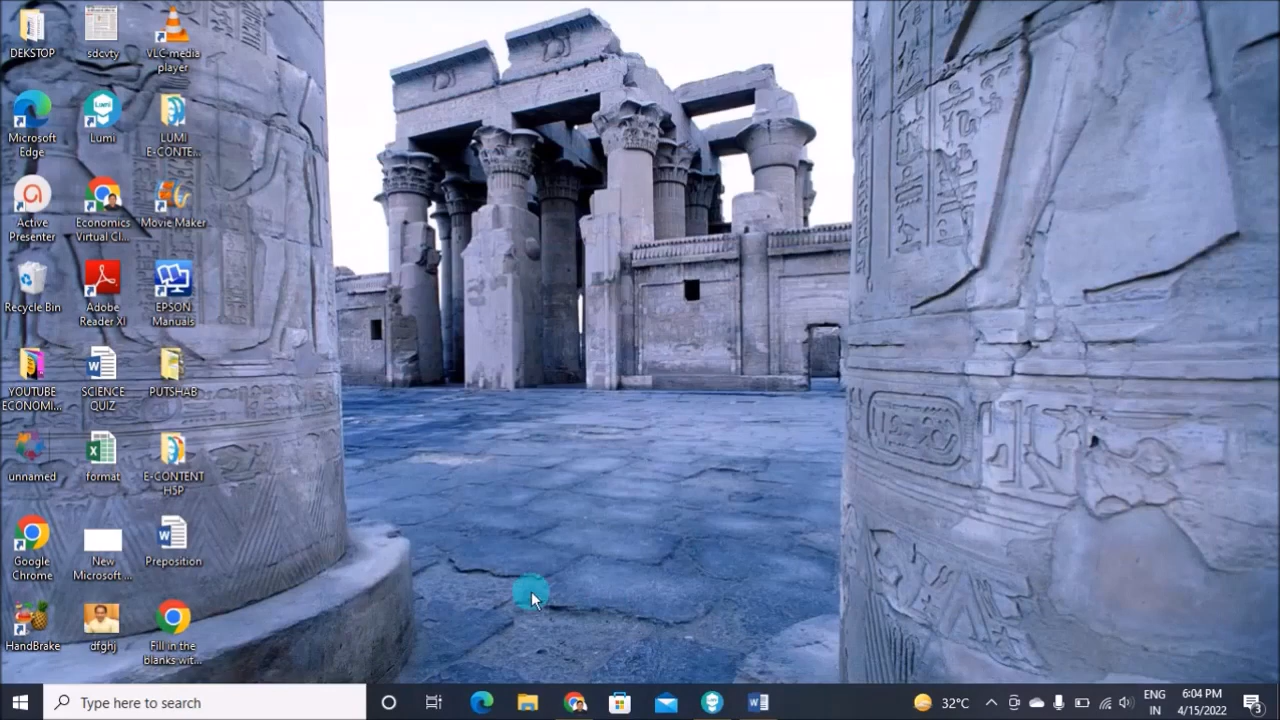 DEKSTOP
sdcvty
VLC media
player
Microsoft
Edge
Lumi
LUMI
E-CONTE...
Active
Presenter
Economics
Virtual Cl...
Movie Maker
Recycle Bin
Adobe
Reader XI
EPSON
Manuals
YOUTUBE
ECONOMI...
SCIENCE
QUIZ
PUTSHAB
unnamed
format
E-CONTENT
H5P
Google
Chrome
New
Microsoft ...
Preposition
HandBrake
dfghj
Fill in the
blanks wit...
Type here to search
32°C
ENG
IN
6:04 PM
4/15/2022
3